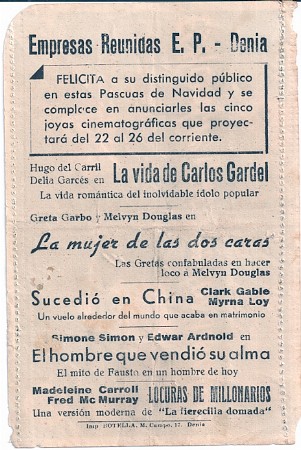 Empresas Reunidas E. P. - Denia
FELICITA a su distinguido público
en estas Pascuas de Navidad y se
complece en anunciarles las cinco
joyas cinematográficas que proyec-
tará del 22 al 26 del corriente.
Hugo del Carril
Delia Garcés en La vida de Carlos Gardel
La vida romántica del inolvidable ídolo popular
Greta Garbo y Melvyn Douglas en
La mujer de las dos caras
Las Gretas confabuladas en hacer
loco a Melvyn Douglas
Sucedió en China Clark Gable
Myrna Loy
Un vuelo alrededor del mundo que acaba en matrimonio
Simone Simon y Edwar Ardnold en
El hombre que vendió su alma
El mito de Fausto en un hombre de hoy
Madeleine Carroll
Fred Mc Murray LOCURAS DE MILLONARIOS
Una versión moderna de "La fierecilla domada"
Imp. BOTELLA, M. Campo, 17. Denia